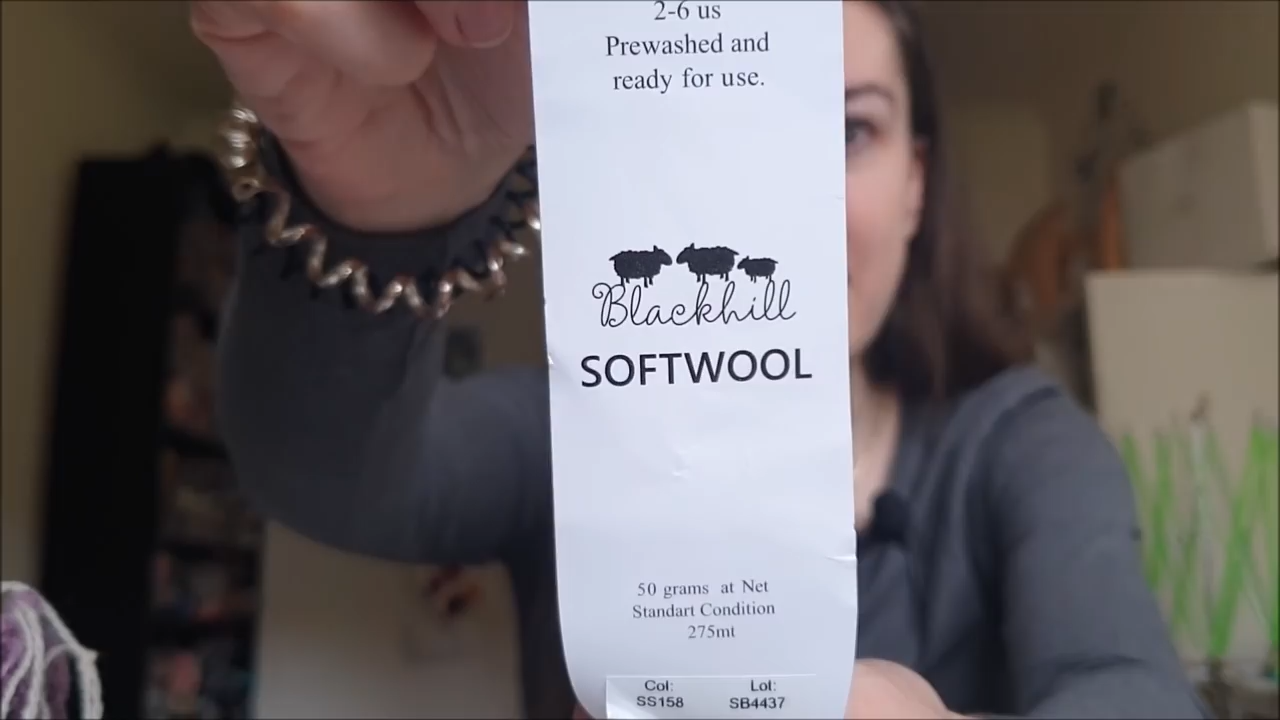 2-6 us
Prewashed and
ready for use.
Blackhill
SOFTWOOL
50 grams at Net
Standart Condition
275mt
Col: Lot:
SS158 SB4437